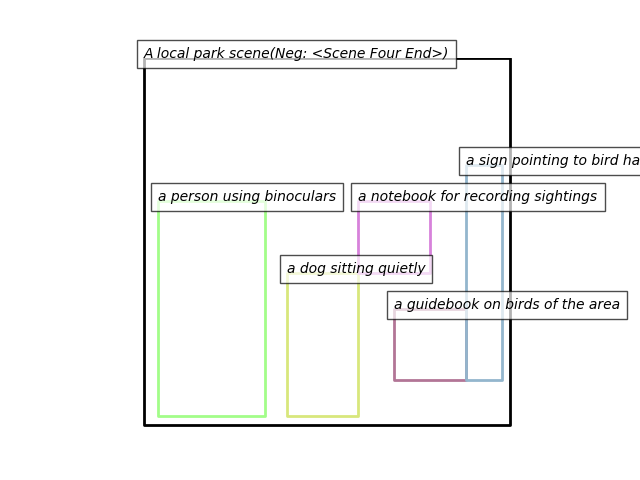 A local park scene(Neg: <Scene Four End>)
a sign pointing to bird ha
a person using binoculars
a notebook for recording sightings
a dog sitting quietly
a guidebook on birds of the area